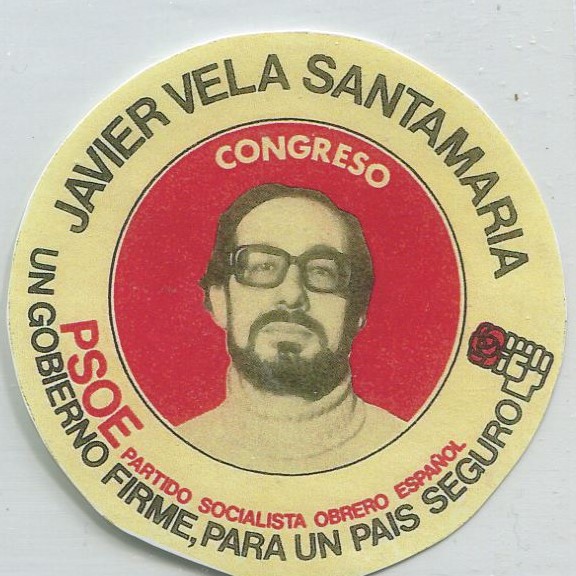 JAVIER VELA SANTAMARIA
CONGRESO
PSOE
PARTIDO SOCIALISTA OBRERO ESPAÑOL
UN GOBIERNO FIRME, PARA UN PAIS SEGURO